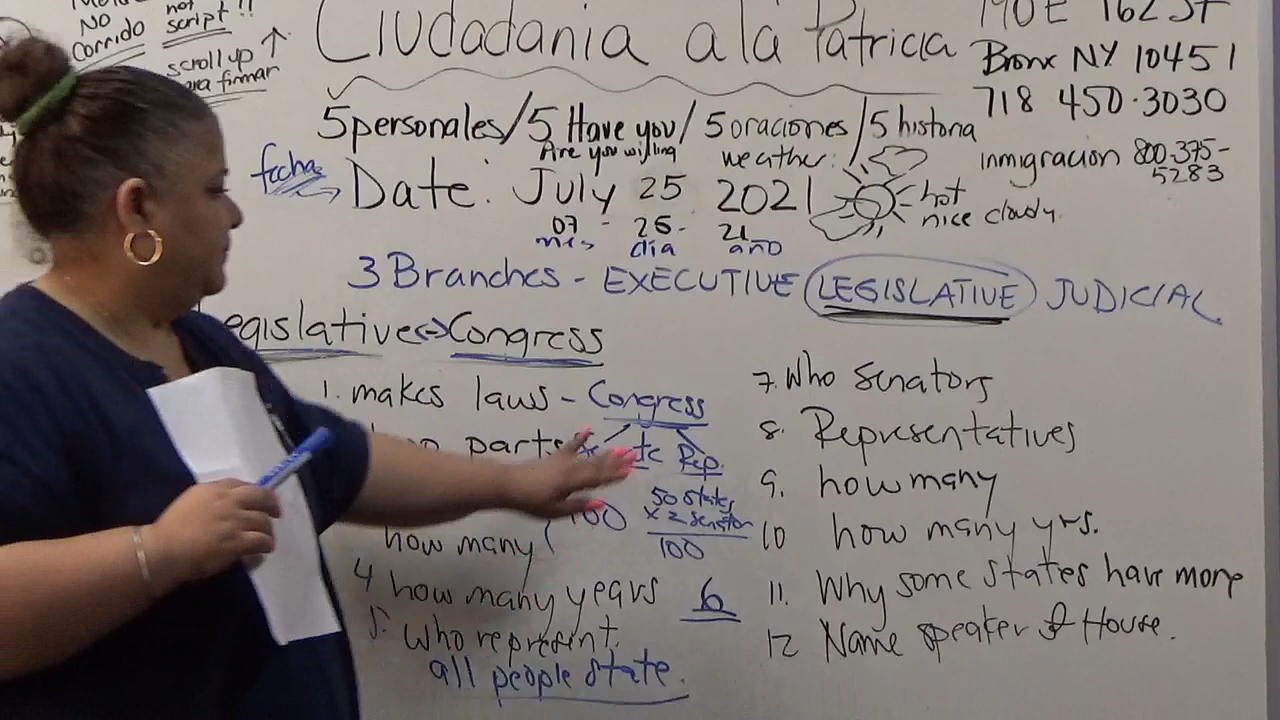 No
Corrido
not
script!!
scroll up
para firmar
Ciudadania a la Patricia
190 E 162 St
Bronx NY 10451
718 450·3030
inmigracion 800-375-
5283
5 personales/5 Have you/5 oraciones/5 historia
Are you willing
weather:
fecha
Date: July 25 2021
hot
nice cloudy
07 - 25- 21
mes dia año
3 Branches - EXECUTIVE LEGISLATIVE JUDICIAL
egislative<->Congress
1. makes laws - Congress
parts
Rep.
100
50 states
x 2 senator
100
how many
4 how many years 6
5. who represent.
all people state.
7. Who senators
8. Representatives
9. how many
10 how many yrs.
11. Why some states have more
12 Name speaker of House.